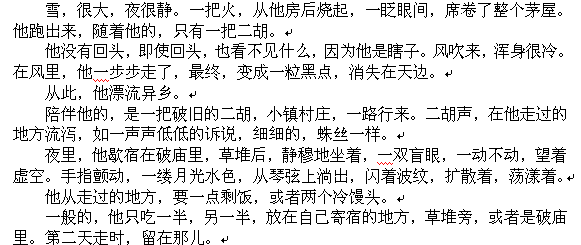 雪，很大，夜很静。一把火，从他房后烧起，一眨眼间，席卷了整个茅屋。
他跑出来，随着他的，只有一把二胡。
他没有回头，即使回头，也看不见什么，因为他是瞎子。风吹来，浑身很冷。
在风里，他一步步走了，最终，变成一粒黑点，消失在天边。
从此，他漂流异乡。
陪伴他的，是一把破旧的二胡，小镇村庄，一路行来。二胡声，在他走过的
地方流泻，如一声声低低的诉说，细细的，蛛丝一样。
夜里，他歇宿在破庙里，草堆后，静穆地坐着，一双盲眼，一动不动，望着
虚空。手指颤动，一缕月光水色，从琴弦上淌出，闪着波纹，扩散着，荡漾着。
他从走过的地方，要一点剩饭，或者两个冷馒头。
一般的，他只吃一半，另一半，放在自己寄宿的地方，草堆旁，或者是破庙
里。第二天走时，留在那儿。